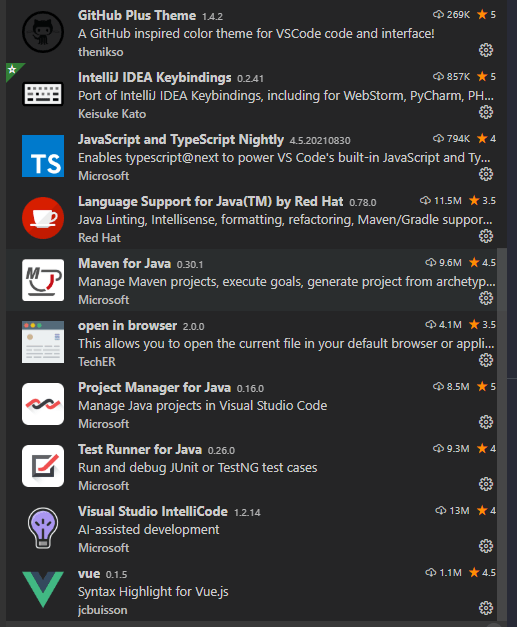 GitHub Plus Theme 1.4.2 269K 5
A GitHub inspired color theme for VSCode code and interface!
thenikso
IntelliJ IDEA Keybindings 0.2.41 857K 5
Port of IntelliJ IDEA Keybindings, including for WebStorm, PyCharm, PH...
Keisuke Kato
JavaScript and TypeScript Nightly 4.5.20210830 794K 4
TS
Enables typescript@next to power VS Code's built-in JavaScript and Ty...
Microsoft
Language Support for Java(TM) by Red Hat 0.78.0 11.5M 3.5
Java Linting, Intellisense, formatting, refactoring, Maven/Gradle suppor...
Red Hat
Maven for Java 0.30.1 9.6M 4.5
M
Manage Maven projects, execute goals, generate project from archetyp...
Microsoft
open in browser 2.0.0 4.1M 3.5
This allows you to open the current file in your default browser or appli...
TechER
Project Manager for Java 0.16.0 8.5M 5
Manage Java projects in Visual Studio Code
Microsoft
Test Runner for Java 0.26.0 9.3M 4
Run and debug JUnit or TestNG test cases
Microsoft
Visual Studio IntelliCode 1.2.14 13M 4
AI-assisted development
Microsoft
vue 0.1.5 1.1M 4.5
Syntax Highlight for Vue.js
jcbuisson